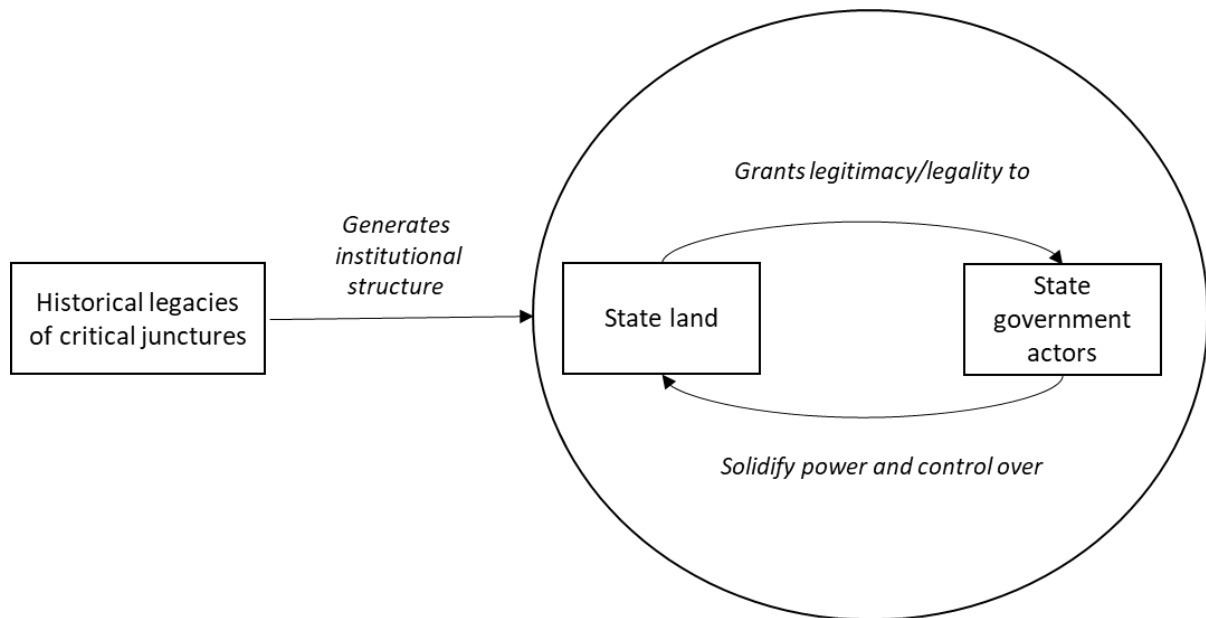 Historical legacies
of critical junctures
Generates
institutional
structure
Grants legitimacy/legality to
State land
State
government
actors
Solidify power and control over